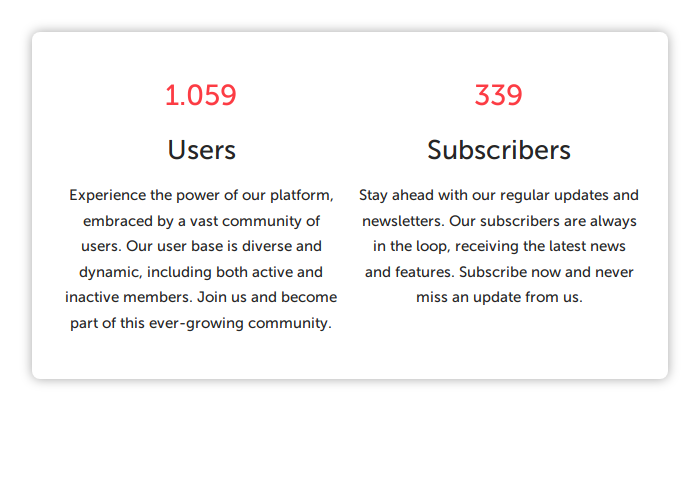 1.059
Users
Experience the power of our platform,
embraced by a vast community of
users. Our user base is diverse and
dynamic, including both active and
inactive members. Join us and become
part of this ever-growing community.
339
Subscribers
Stay ahead with our regular updates and
newsletters. Our subscribers are always
in the loop, receiving the latest news
and features. Subscribe now and never
miss an update from us.